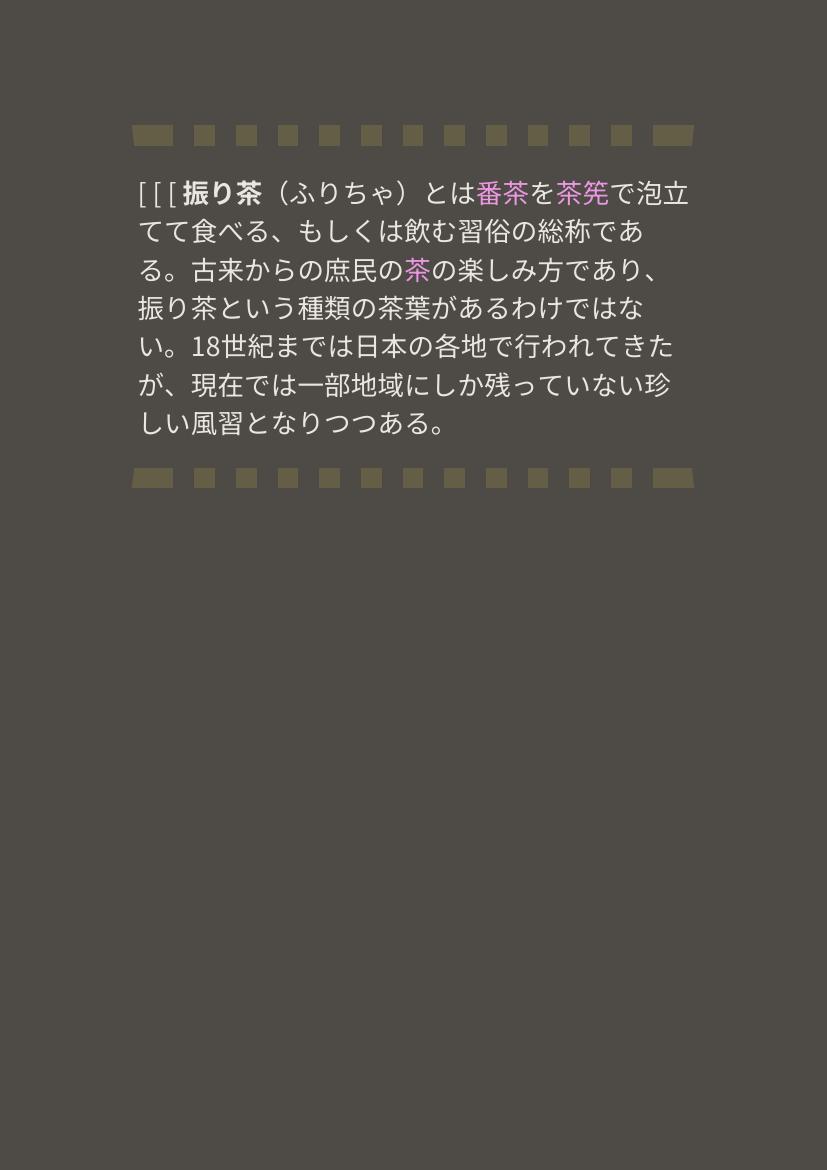 [ [ [ 振り茶（ふりちゃ）とは番茶を茶筅で泡立
てて食べる、もしくは飲む習俗の総称であ
る。古来からの庶民の茶の楽しみ方であり、
振り茶という種類の茶葉があるわけではな
い。18世紀までは日本の各地で行われてきた
が、現在では一部地域にしか残っていない珍
しい風習となりつつある。